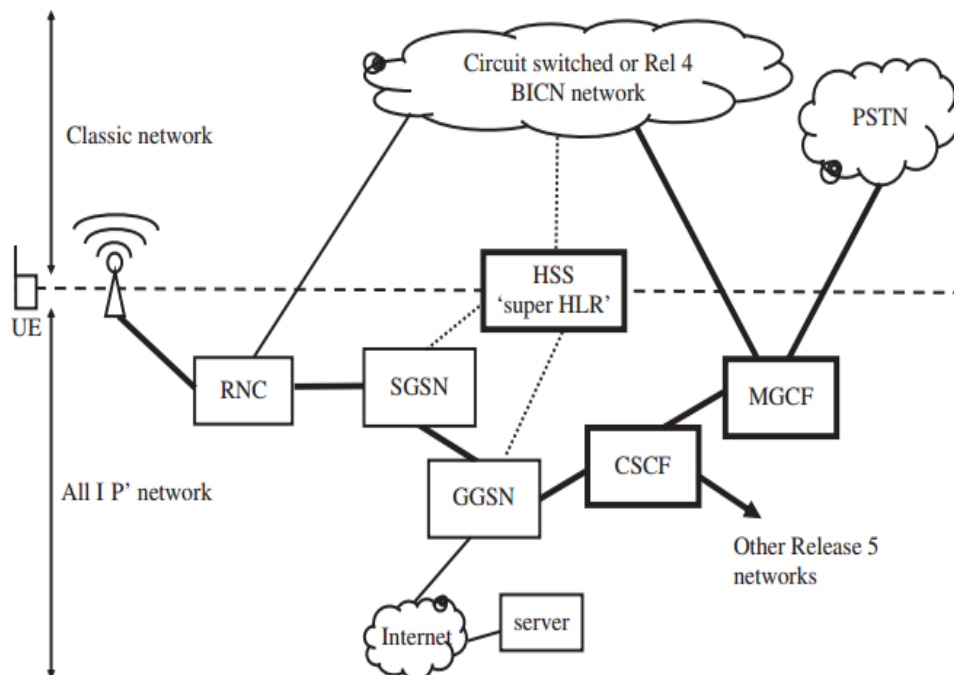 Circuit switched or Rel 4
BICN network
PSTN
Classic network
HSS
‘super HLR’
UE
RNC
SGSN
MGCF
CSCF
All I P’ network
GGSN
Other Release 5
networks
Internet
server